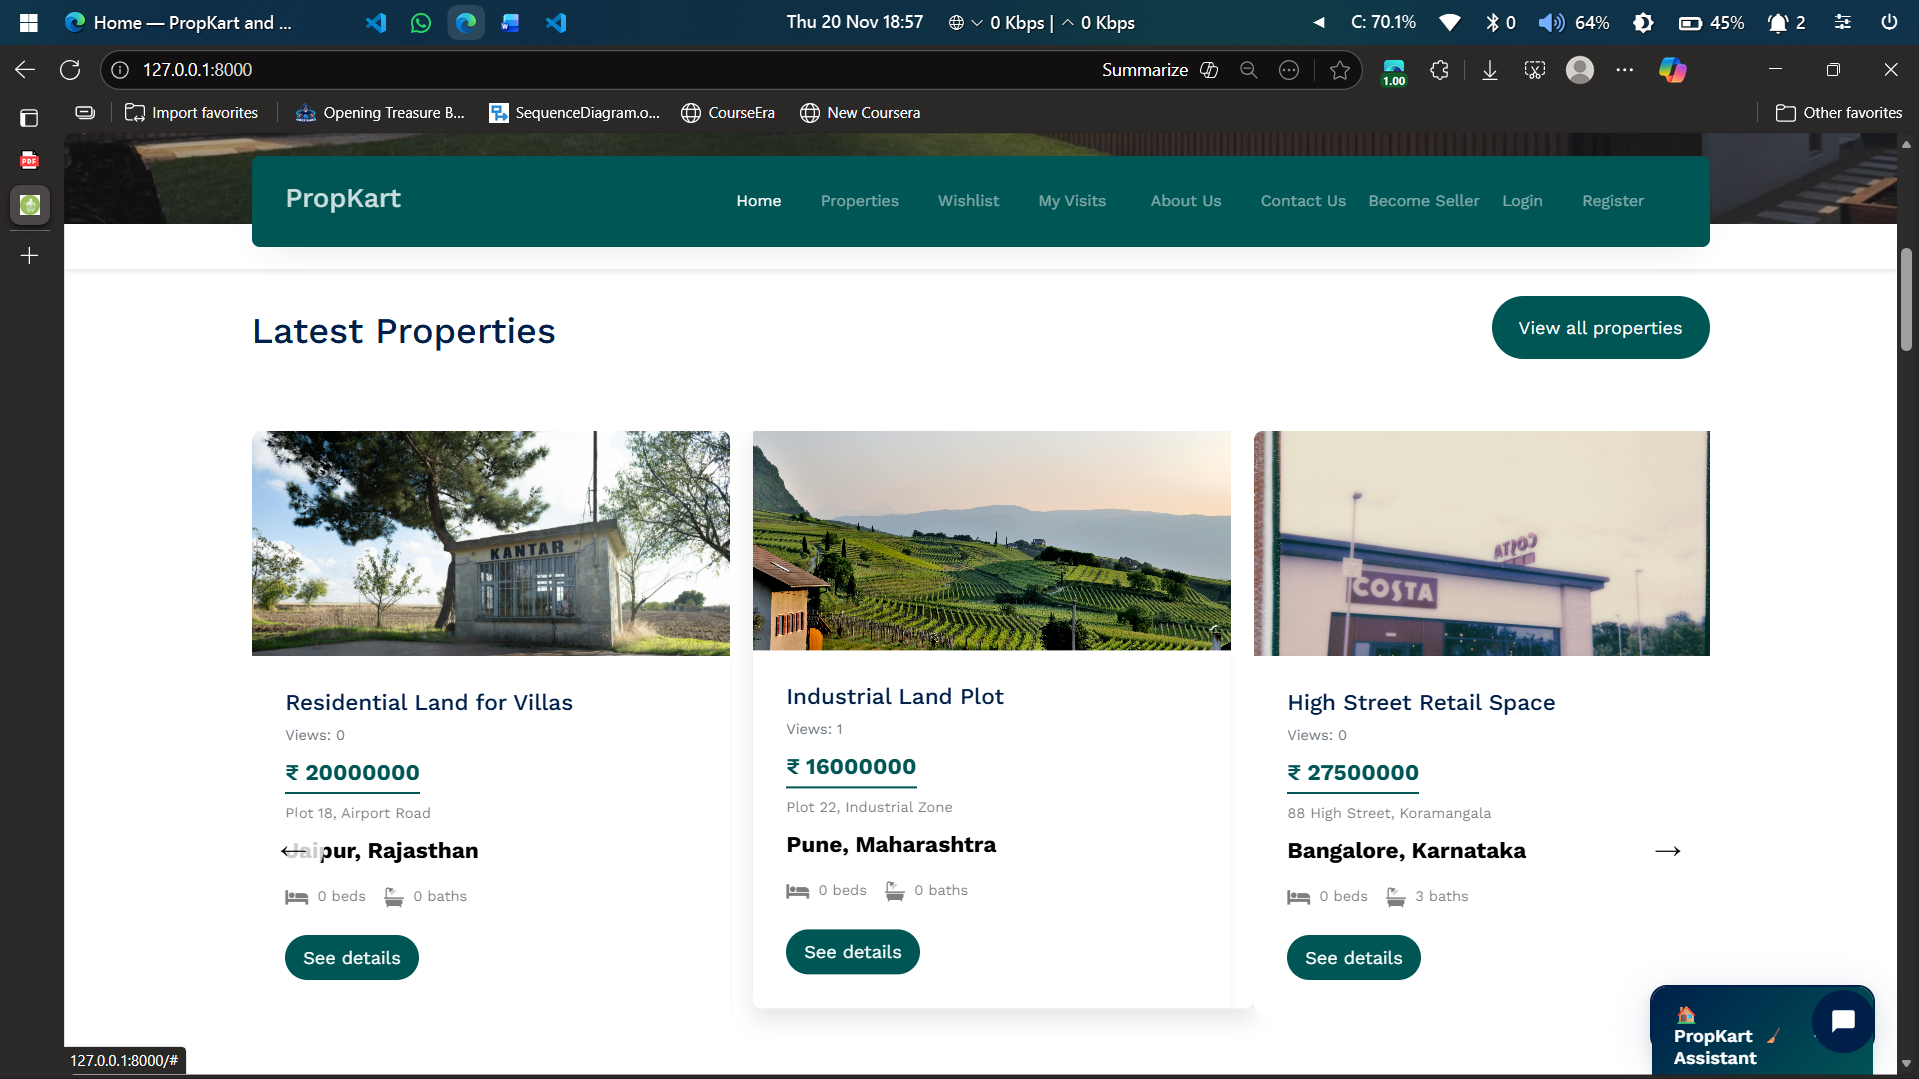 Home — PropKart and ...
Thu 20 Nov 18:57
0 Kbps | 0 Kbps
C: 70.1%
0
64%
45%
2
127.0.0.1:8000
Summarize
1.00
Import favorites
Opening Treasure B...
SequenceDiagram.o...
CourseEra
New Coursera
Other favorites
PDF
PropKart
Home
Properties
Wishlist
My Visits
About Us
Contact Us
Become Seller
Login
Register
Latest Properties
View all properties
KANTAR
COSTA
COSTA
Residential Land for Villas
Views: 0
₹ 20000000
Plot 18, Airport Road
Jaipur, Rajasthan
0 beds
0 baths
See details
Industrial Land Plot
Views: 1
₹ 16000000
Plot 22, Industrial Zone
Pune, Maharashtra
0 beds
0 baths
See details
High Street Retail Space
Views: 0
₹ 27500000
88 High Street, Koramangala
Bangalore, Karnataka
0 beds
3 baths
See details
PropKart
Assistant
127.0.0.1:8000/#